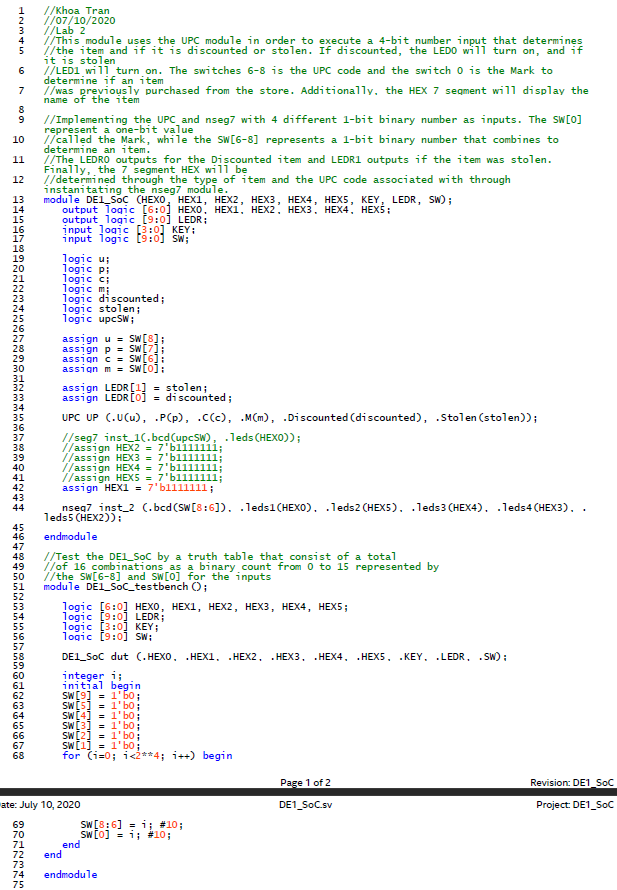 1 //Khoa Tran
2 //07/10/2020
3 //Lab 2
4 //This module uses the UPC module in order to execute a 4-bit number input that determines
5 //the item and if it is discounted or stolen. If discounted, the LED0 will turn on, and if
it is stolen
6 //LED1 will turn on. The switches 6-8 is the UPC code and the switch 0 is the Mark to
determine if an item
7 //was previously purchased from the store. Additionally, the HEX 7 segment will display the
name of the item
8
9 //Implementing the UPC and nseg7 with 4 different 1-bit binary number as inputs. The SW[0]
represent a one-bit value
10 //called the Mark, while the SW[6-8] represents a 1-bit binary number that combines to
determine an item.
11 //The LEDR0 outputs for the Discounted item and LEDR1 outputs if the item was stolen.
Finally, the 7 segment HEX will be
12 //determined through the type of item and the UPC code associated with through
instanitating the nseg7 module.
13 module DE1_SoC (HEX0, HEX1, HEX2, HEX3, HEX4, HEX5, KEY, LEDR, SW);
14 output logic [6:0] HEX0, HEX1, HEX2, HEX3, HEX4, HEX5;
15 output logic [9:0] LEDR;
16 input logic [3:0] KEY;
17 input logic [9:0] SW;
18
19 logic u;
20 logic p;
21 logic c;
22 logic m;
23 logic discounted;
24 logic stolen;
25 logic upcSW;
26
27 assign u = SW[8];
28 assign p = SW[7];
29 assign c = SW[6];
30 assign m = SW[0];
31
32 assign LEDR[1] = stolen;
33 assign LEDR[0] = discounted;
34
35 UPC UP (.U(u), .P(p), .C(c), .M(m), .Discounted(discounted), .Stolen(stolen));
36
37 //seg7 inst_1(.bcd(upcSW), .leds(HEX0));
38 //assign HEX2 = 7'b1111111;
39 //assign HEX3 = 7'b1111111;
40 //assign HEX4 = 7'b1111111;
41 //assign HEX5 = 7'b1111111;
42 assign HEX1 = 7'b1111111;
43
44 nseg7 inst_2 (.bcd(SW[8:6]), .leds1(HEX0), .leds2(HEX5), .leds3(HEX4), .leds4(HEX3), .
leds5(HEX2));
45
46 endmodule
47
48 //Test the DE1_SoC by a truth table that consist of a total
49 //of 16 combinations as a binary count from 0 to 15 represented by
50 //the SW[6-8] and SW[0] for the inputs
51 module DE1_SoC_testbench();
52
53 logic [6:0] HEX0, HEX1, HEX2, HEX3, HEX4, HEX5;
54 logic [9:0] LEDR;
55 logic [3:0] KEY;
56 logic [9:0] SW;
57
58 DE1_SoC dut (.HEX0, .HEX1, .HEX2, .HEX3, .HEX4, .HEX5, .KEY, .LEDR, .SW);
59
60 integer i;
61 initial begin
62 SW[9] = 1'b0;
63 SW[5] = 1'b0;
64 SW[4] = 1'b0;
65 SW[3] = 1'b0;
66 SW[2] = 1'b0;
67 SW[1] = 1'b0;
68 for (i=0; i<2**4; i++) begin
Page 1 of 2 Revision: DE1_SoC
ate: July 10, 2020 DE1_SoC.sv Project: DE1_SoC
69 SW[8:6] = i; #10;
70 SW[0] = i; #10;
71 end
72 end
73
74 endmodule
75